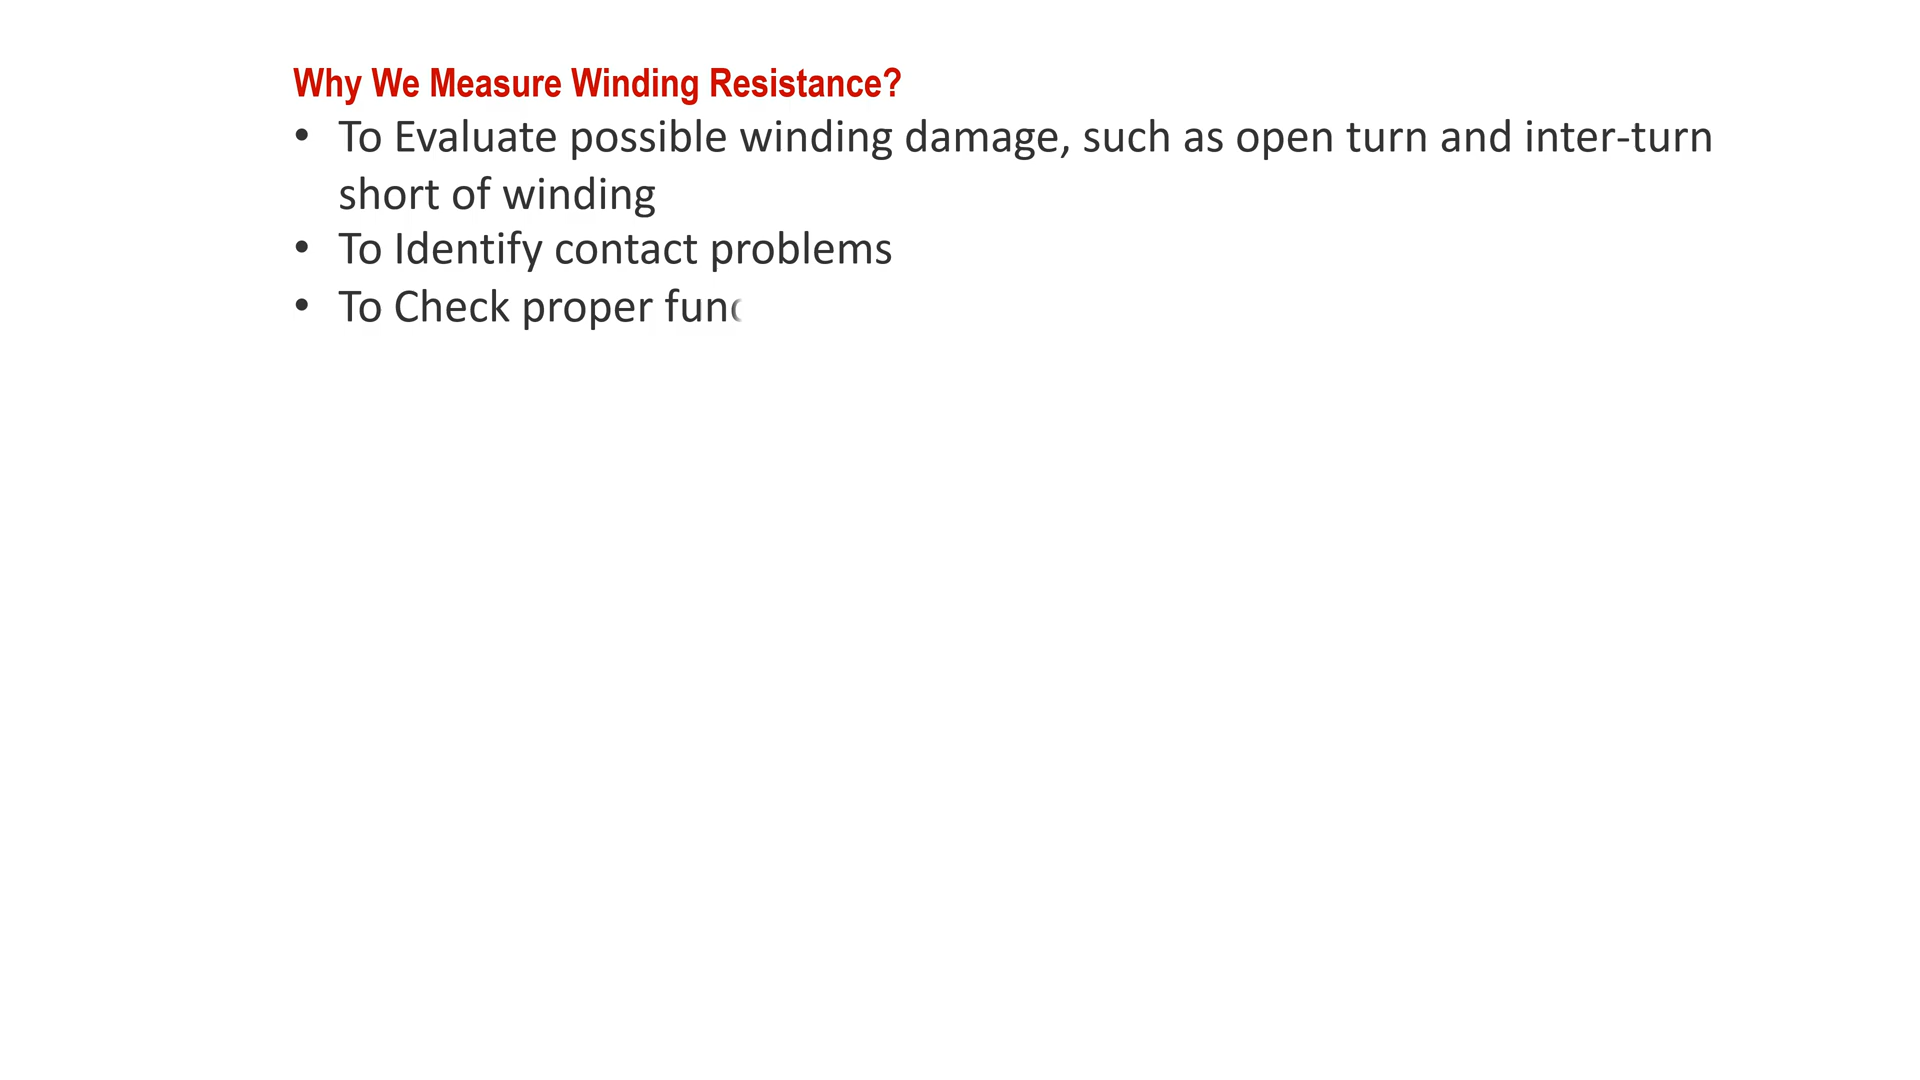 Why We Measure Winding Resistance?
• To Evaluate possible winding damage, such as open turn and inter-turn
short of winding
• To Identify contact problems
• To Check proper